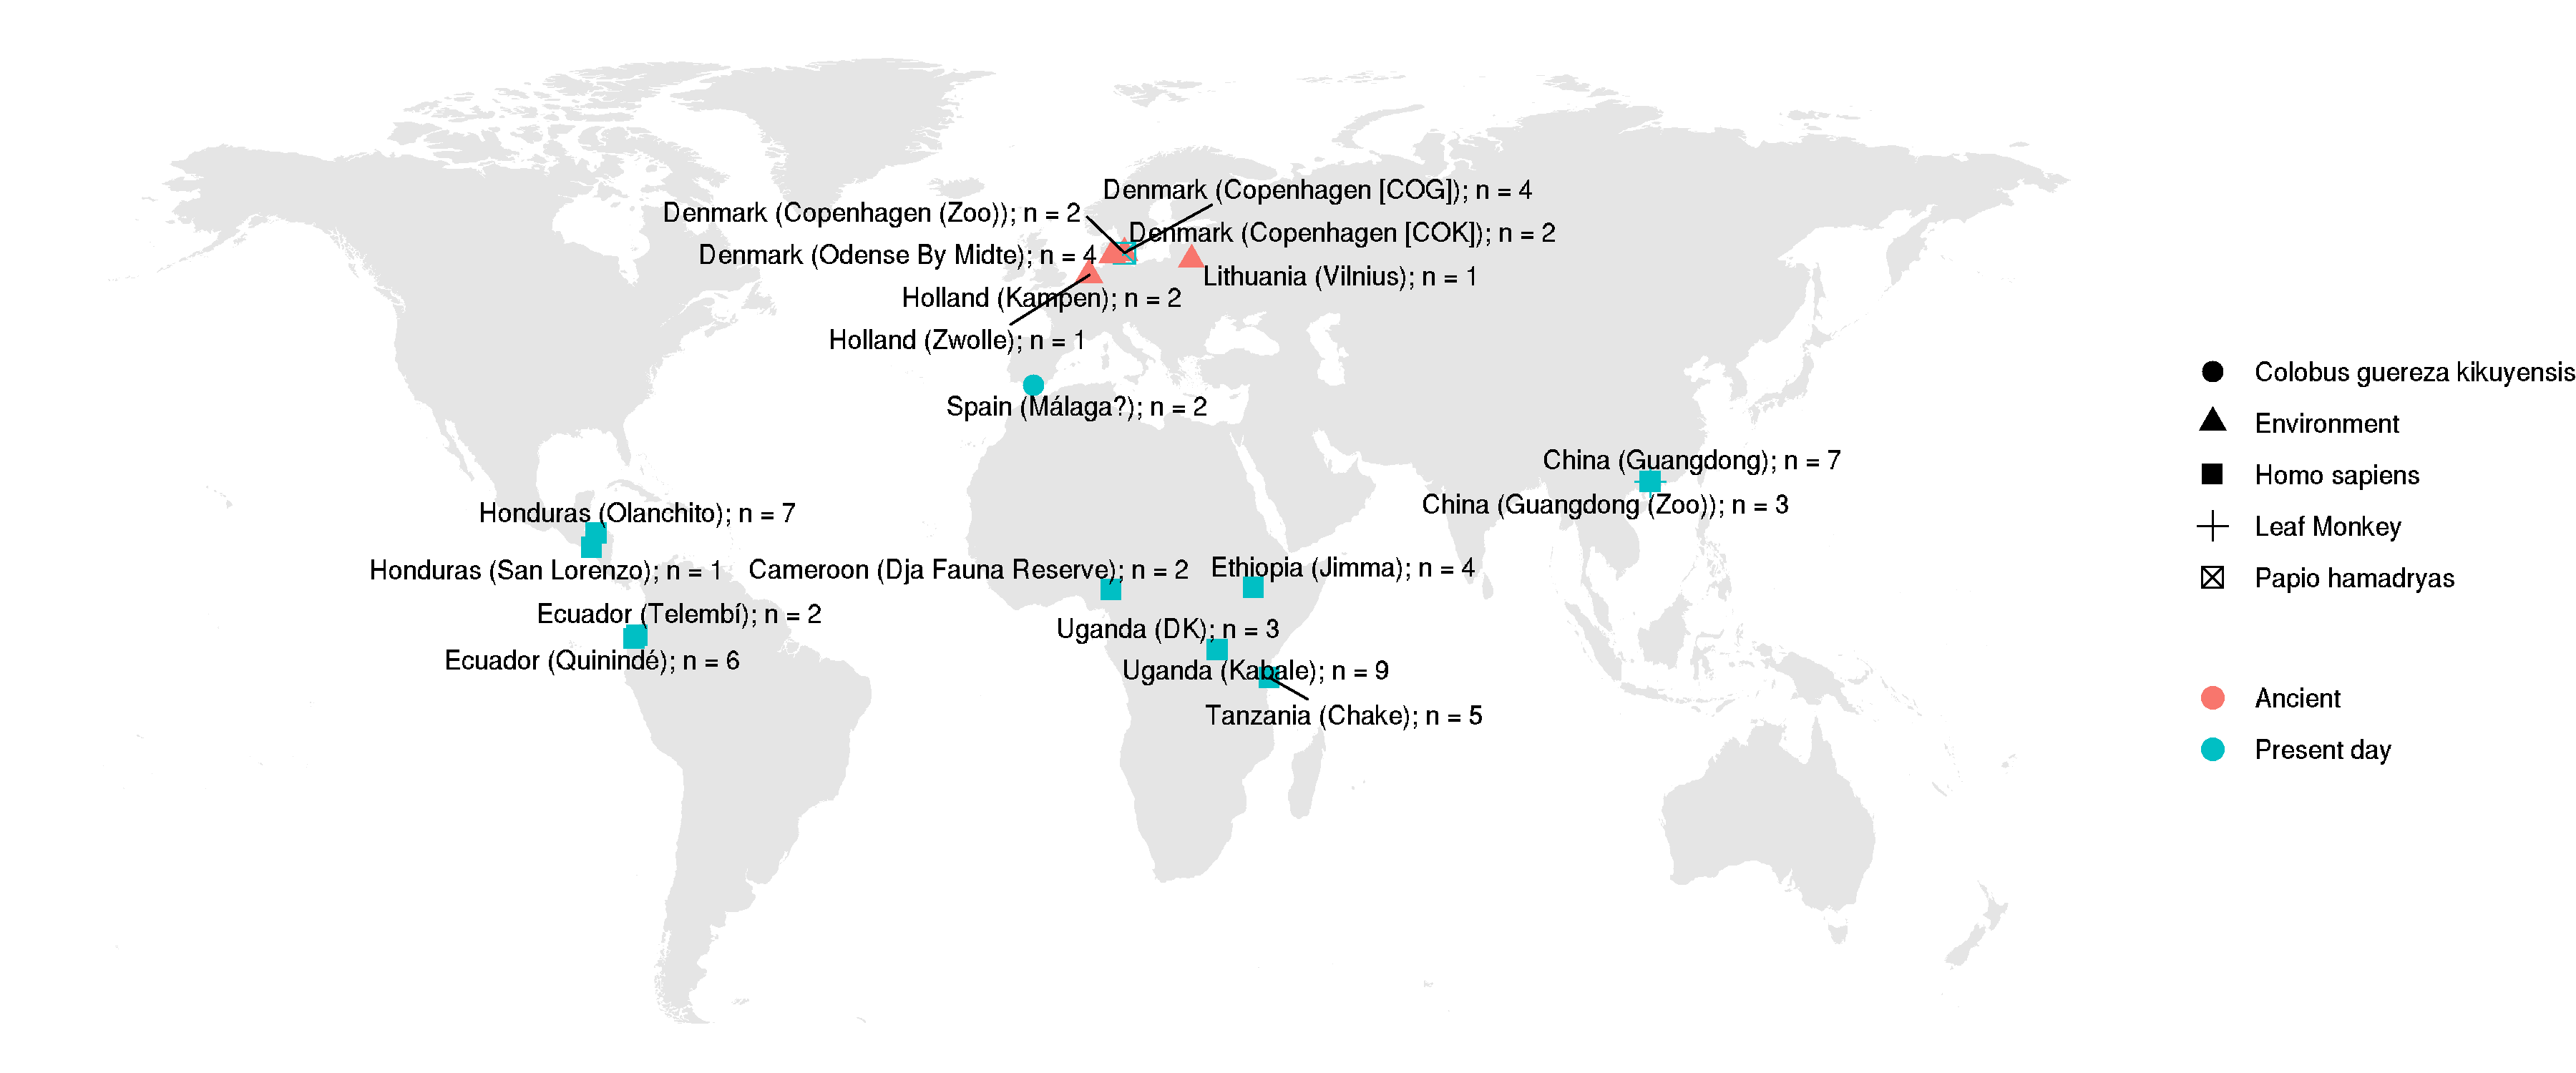 Denmark (Copenhagen [COG]); n = 4
Denmark (Copenhagen (Zoo)); n = 2
Denmark (Copenhagen [COK]); n = 2
Denmark (Odense By Midte); n = 4
Lithuania (Vilnius); n = 1
Holland (Kampen); n = 2
Holland (Zwolle); n = 1
Spain (Málaga?); n = 2
China (Guangdong); n = 7
China (Guangdong (Zoo)); n = 3
Honduras (Olanchito); n = 7
Honduras (San Lorenzo); n = 1
Cameroon (Dja Fauna Reserve); n = 2
Ethiopia (Jimma); n = 4
Ecuador (Telembí); n = 2
Uganda (DK); n = 3
Ecuador (Quinindé); n = 6
Uganda (Kabale); n = 9
Tanzania (Chake); n = 5
Colobus guereza kikuyensis
Environment
Homo sapiens
Leaf Monkey
Papio hamadryas
Ancient
Present day